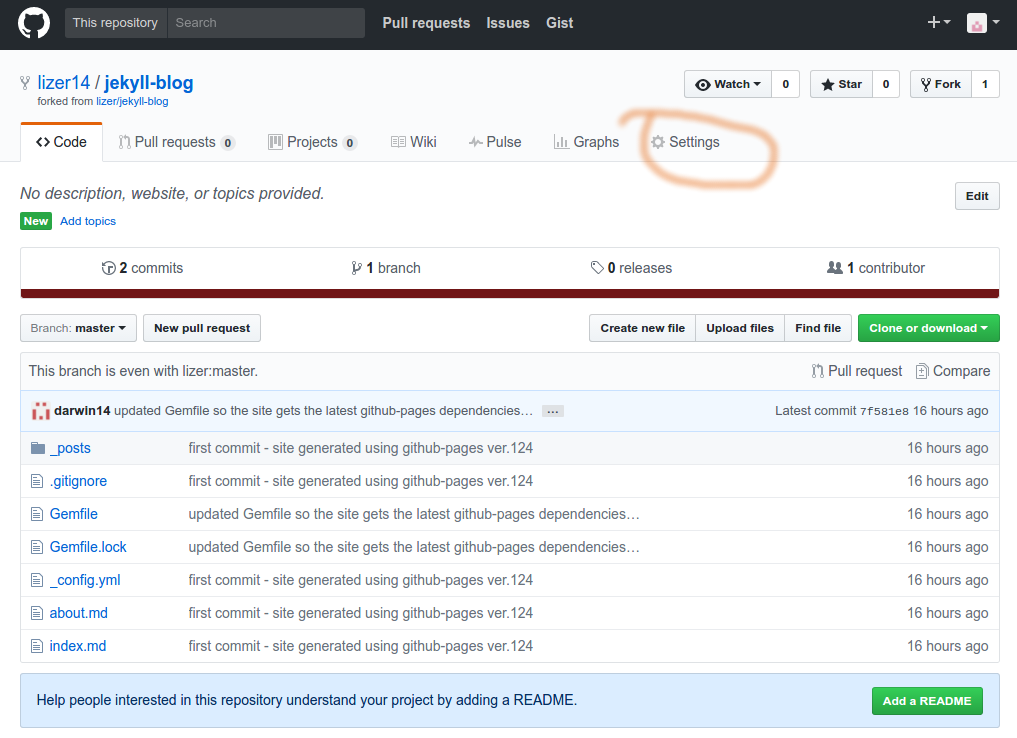 This repository Search Pull requests Issues Gist
lizer14 / jekyll-blog Watch 0 Star 0 Fork 1
forked from lizer/jekyll-blog
Code Pull requests 0 Projects 0 Wiki Pulse Graphs Settings
No description, website, or topics provided. Edit
New Add topics
2 commits 1 branch 0 releases 1 contributor
Branch: master New pull request Create new file Upload files Find file Clone or download
This branch is even with lizer:master. Pull request Compare
darwin14 updated Gemfile so the site gets the latest github-pages dependencies… … Latest commit 7f581e8 16 hours ago
_posts first commit - site generated using github-pages ver.124 16 hours ago
.gitignore first commit - site generated using github-pages ver.124 16 hours ago
Gemfile updated Gemfile so the site gets the latest github-pages dependencies… 16 hours ago
Gemfile.lock updated Gemfile so the site gets the latest github-pages dependencies… 16 hours ago
_config.yml first commit - site generated using github-pages ver.124 16 hours ago
about.md first commit - site generated using github-pages ver.124 16 hours ago
index.md first commit - site generated using github-pages ver.124 16 hours ago
Help people interested in this repository understand your project by adding a README. Add a README